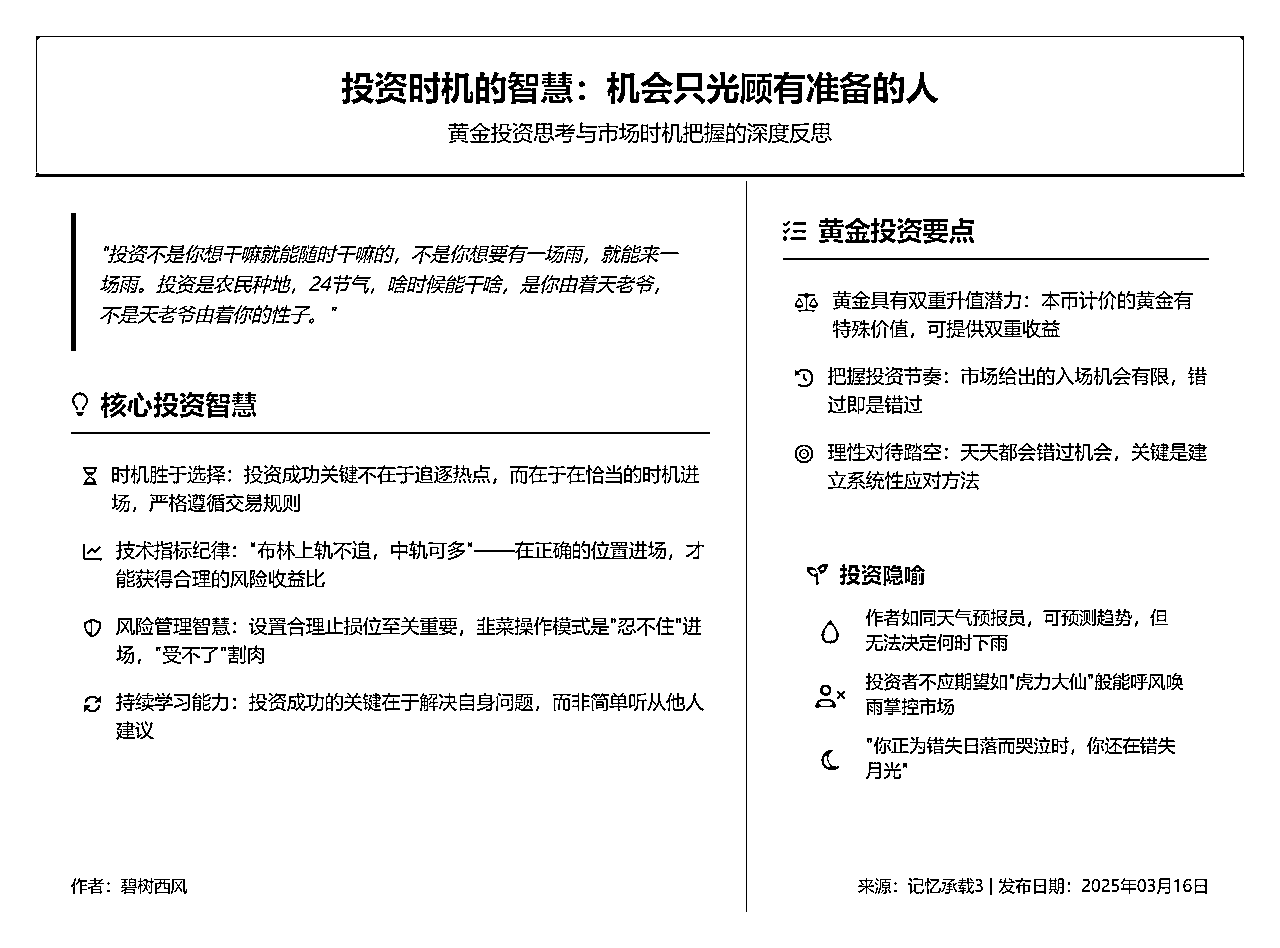 投资时机的智慧：机会只光顾有准备的人
黄金投资思考与市场时机把握的深度反思
"投资不是你想干嘛就能随时干嘛的，不是你想要有一场雨，就能来一
场雨。投资是农民种地，24节气，啥时候能干啥，是你由着天老爷，
不是天老爷由着你的性子。"
核心投资智慧
时机胜于选择：投资成功关键不在于追逐热点，而在于在恰当的时机进
场，严格遵循交易规则
技术指标纪律："布林上轨不追，中轨可多"——在正确的位置进场，才
能获得合理的风险收益比
风险管理智慧：设置合理止损位至关重要，韭菜操作模式是"忍不住"进
场，"受不了"割肉
持续学习能力：投资成功的关键在于解决自身问题，而非简单听从他人
建议
作者：碧树西风
黄金投资要点
黄金具有双重升值潜力：本币计价的黄金有
特殊价值，可提供双重收益
把握投资节奏：市场给出的入场机会有限，错
过即是错过
理性对待踏空：天天都会错过机会，关键是建
立系统性应对方法
投资隐喻
作者如同天气预报员，可预测趋势，但
无法决定何时下雨
投资者不应期望如"虎力大仙"般能呼风唤
雨掌控市场
"你正为错失日落而哭泣时，你还在错失
月光"
来源：记忆承载3 | 发布日期：2025年03月16日